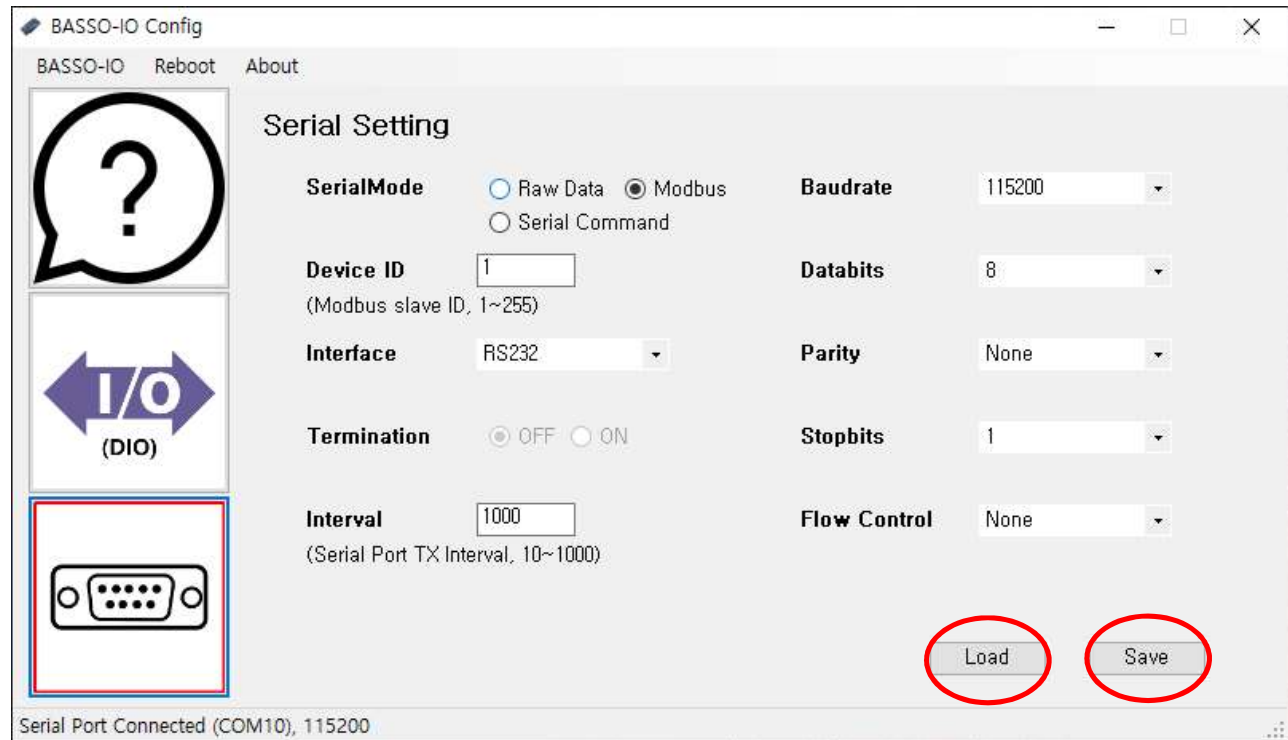 BASSO-IO Config
BASSO-IO Reboot About
?
Serial Setting
SerialMode Raw Data Modbus Baudrate 115200
Serial Command
Device ID 1 Databits 8
(Modbus slave ID, 1~255)
Interface RS232 Parity None
I/O
(DIO)
Termination OFF ON Stopbits 1
Interval 1000 Flow Control None
(Serial Port TX Interval, 10~1000)
Load Save
Serial Port Connected (COM10), 115200